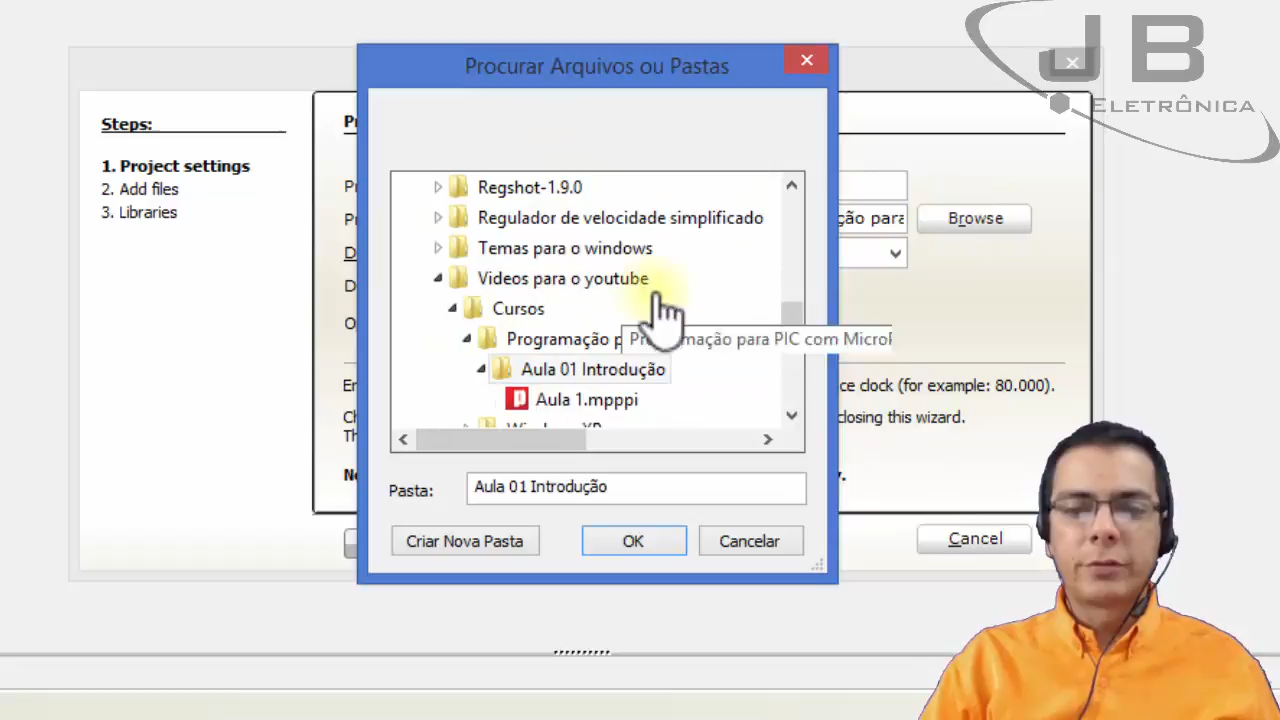 JB
ELETRÔNICA
Procurar Arquivos ou Pastas
Steps:
1. Project settings
2. Add files
3. Libraries
Regshot-1.9.0
Regulador de velocidade simplificado
Temas para o windows
Videos para o youtube
Cursos
Programação p
Programação para PIC com Micro
Aula 01 Introdução
Aula 1.mpppi
ção para
Browse
ce clock (for example: 80.000).
closing this wizard.
Pasta:
Aula 01 Introdução
Criar Nova Pasta
OK
Cancelar
Cancel